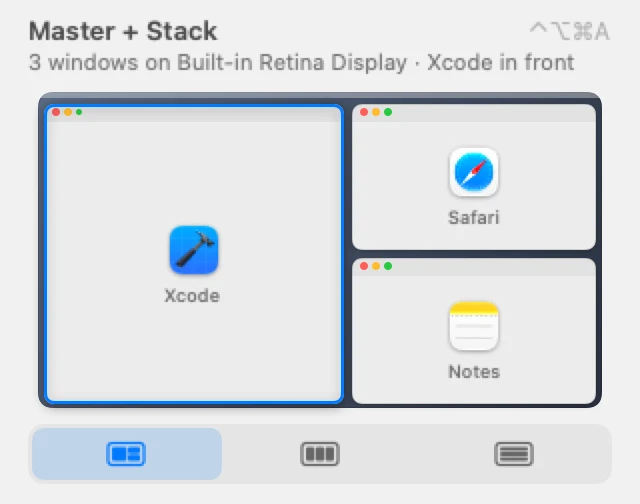 Master + Stack
⌃⌥⌘A
3 windows on Built-in Retina Display · Xcode in front
Xcode
Safari
Notes